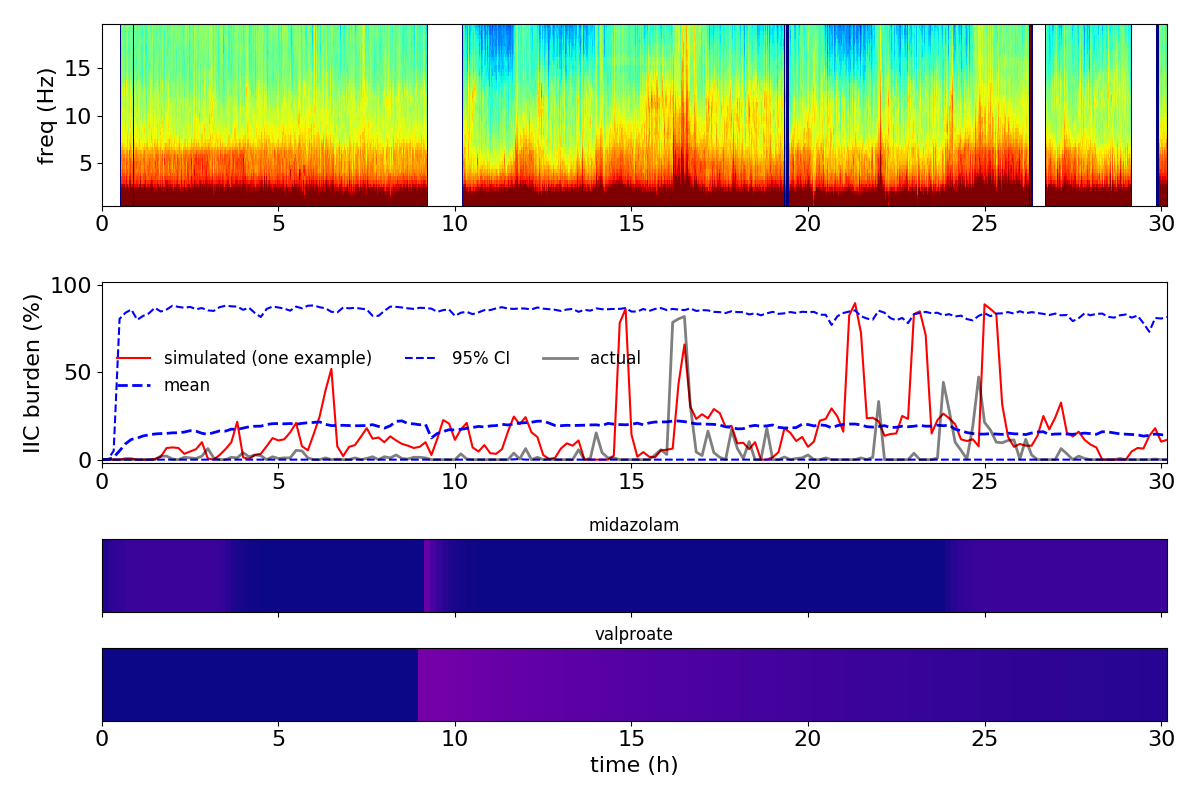 freq (Hz)
15
10
5
0 5 10 15 20 25 30
IIC burden (%)
100
50
0
simulated (one example) 95% CI actual
mean
0 5 10 15 20 25 30
midazolam
valproate
0 5 10 15 20 25 30
time (h)